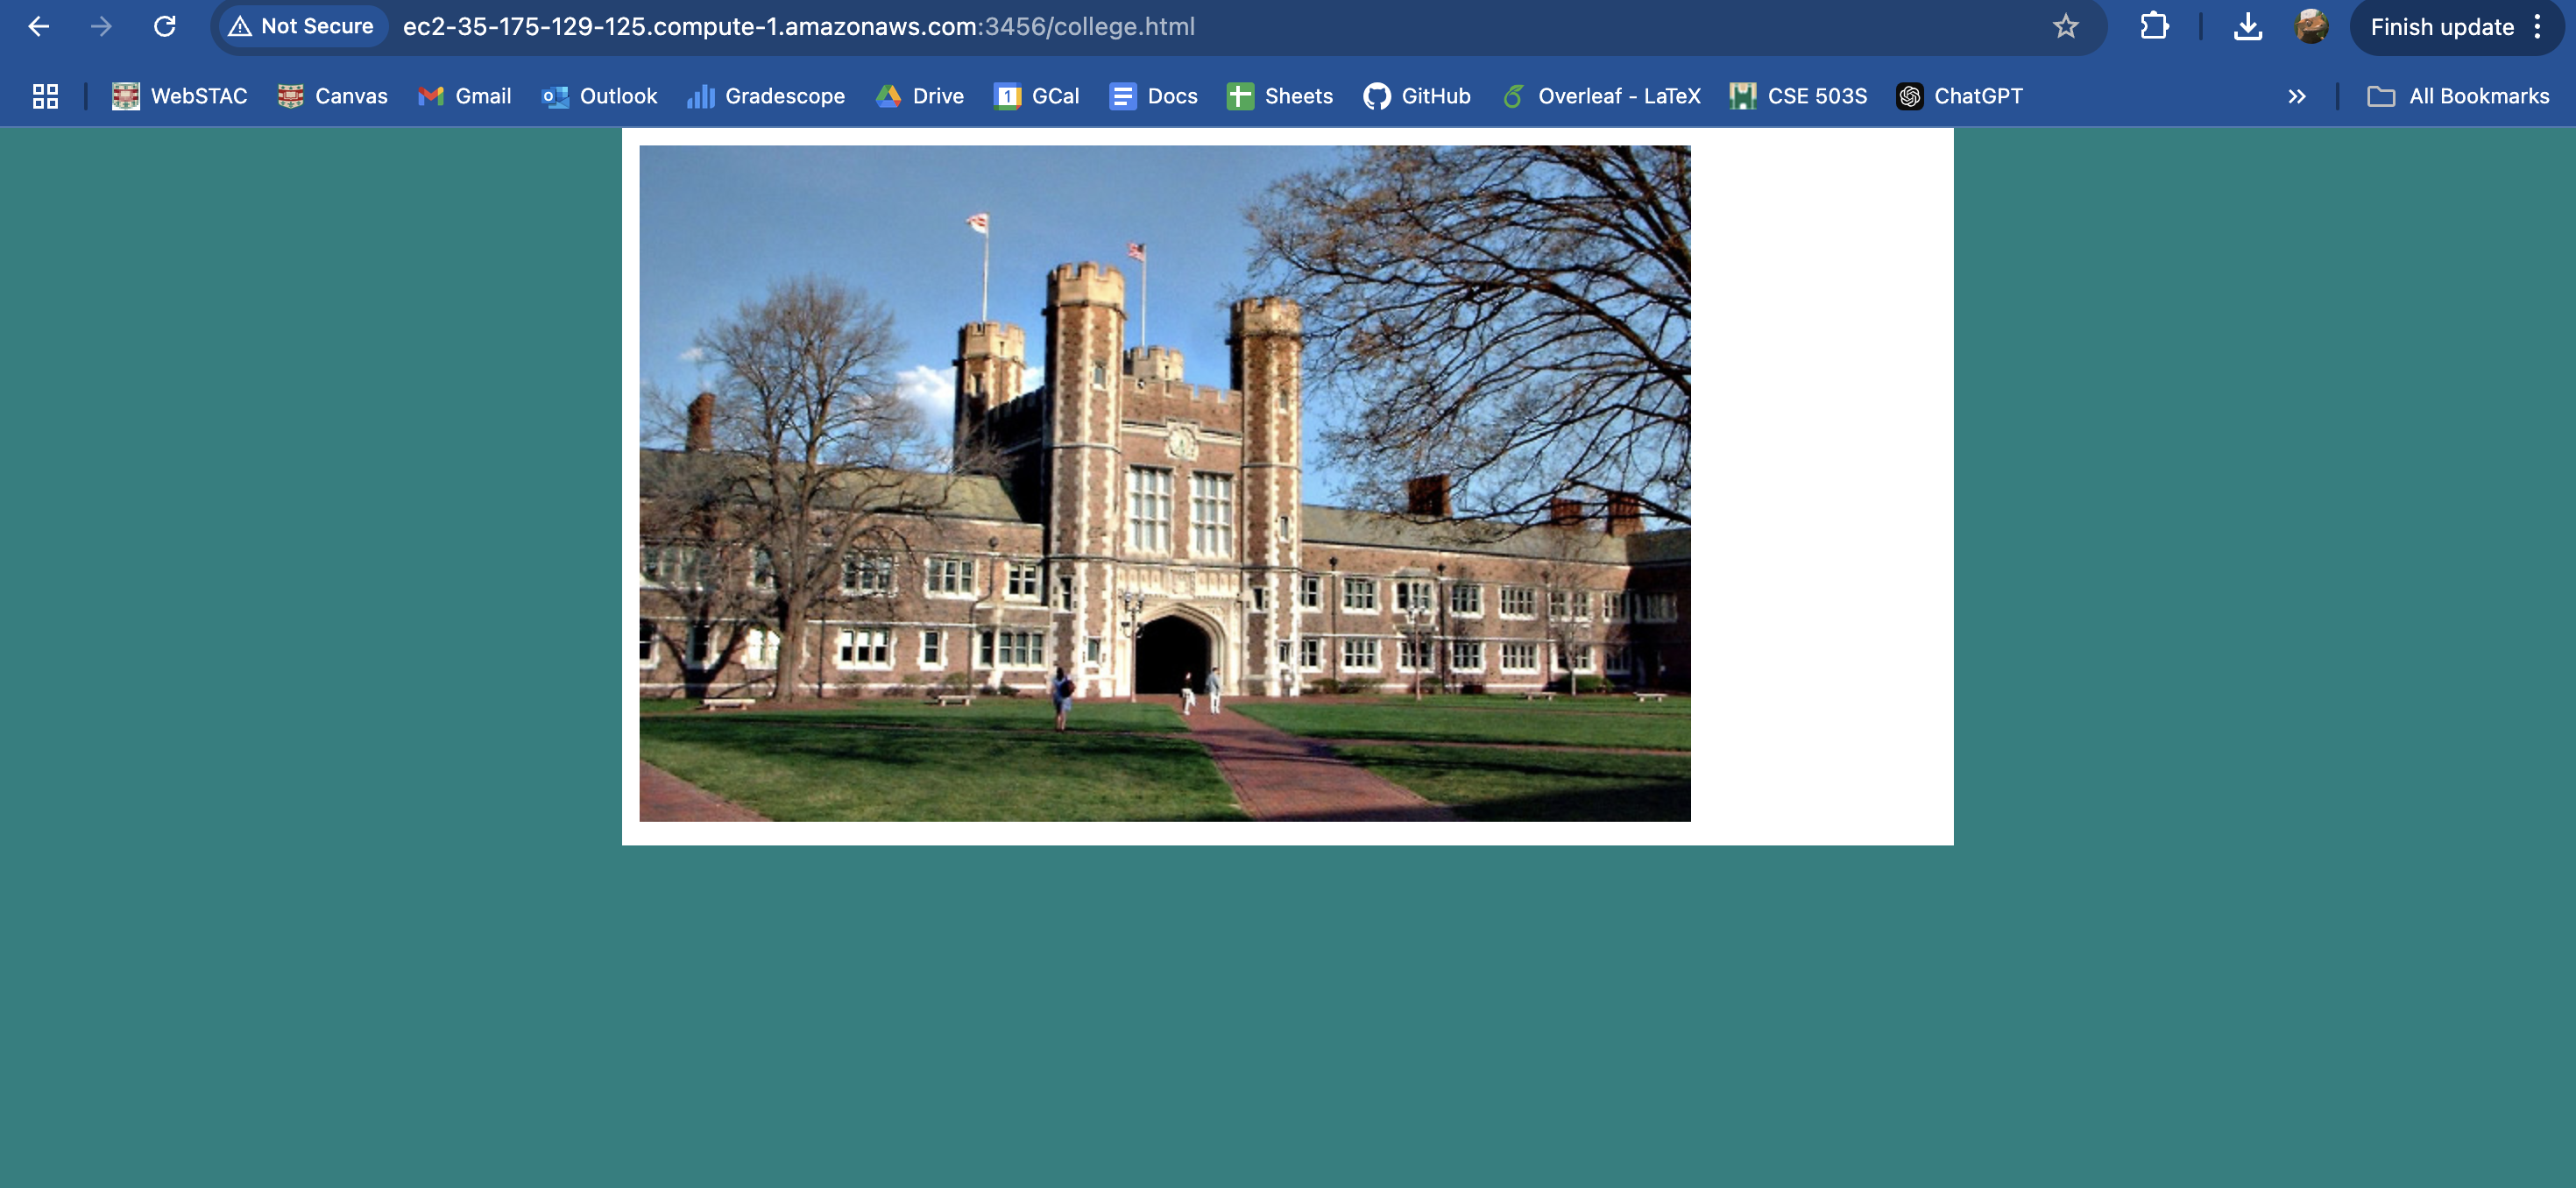 Not Secure ec2-35-175-129-125.compute-1.amazonaws.com:3456/college.html Finish update
WebSTAC Canvas Gmail Outlook Gradescope Drive 1 GCal Docs Sheets GitHub Overleaf - LaTeX CSE 503S ChatGPT All Bookmarks